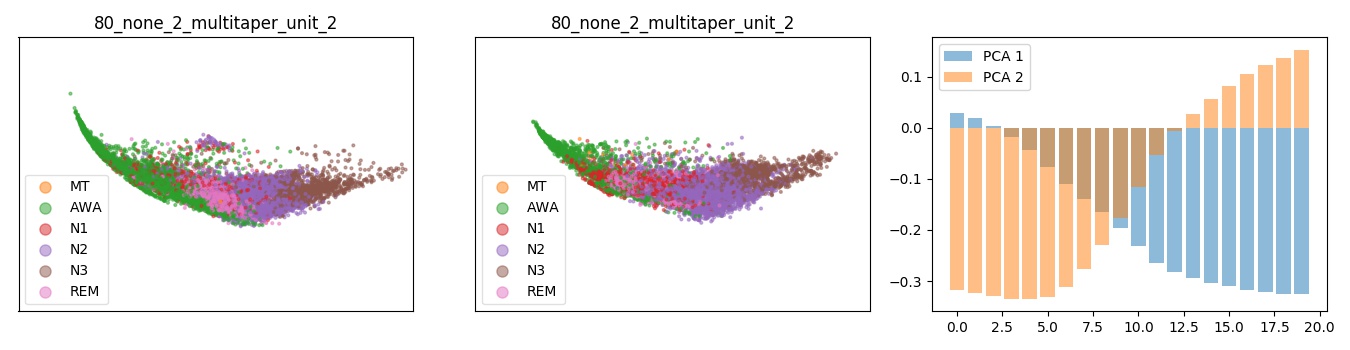 80_none_2_multitaper_unit_2
MT
AWA
N1
N2
N3
REM
80_none_2_multitaper_unit_2
MT
AWA
N1
N2
N3
REM
PCA 1
PCA 2
0.1
0.0
−0.1
−0.2
−0.3
0.0 2.5 5.0 7.5 10.0 12.5 15.0 17.5 20.0